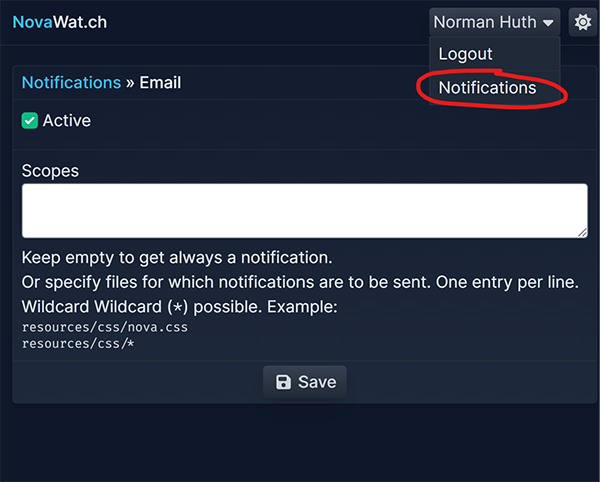 NovaWat.ch
Norman Huth
Logout
Notifications
Notifications » Email
Active
Scopes
Keep empty to get always a notification.
Or specify files for which notifications are to be sent. One entry per line.
Wildcard Wildcard (*) possible. Example:
resources/css/nova.css
resources/css/*
Save